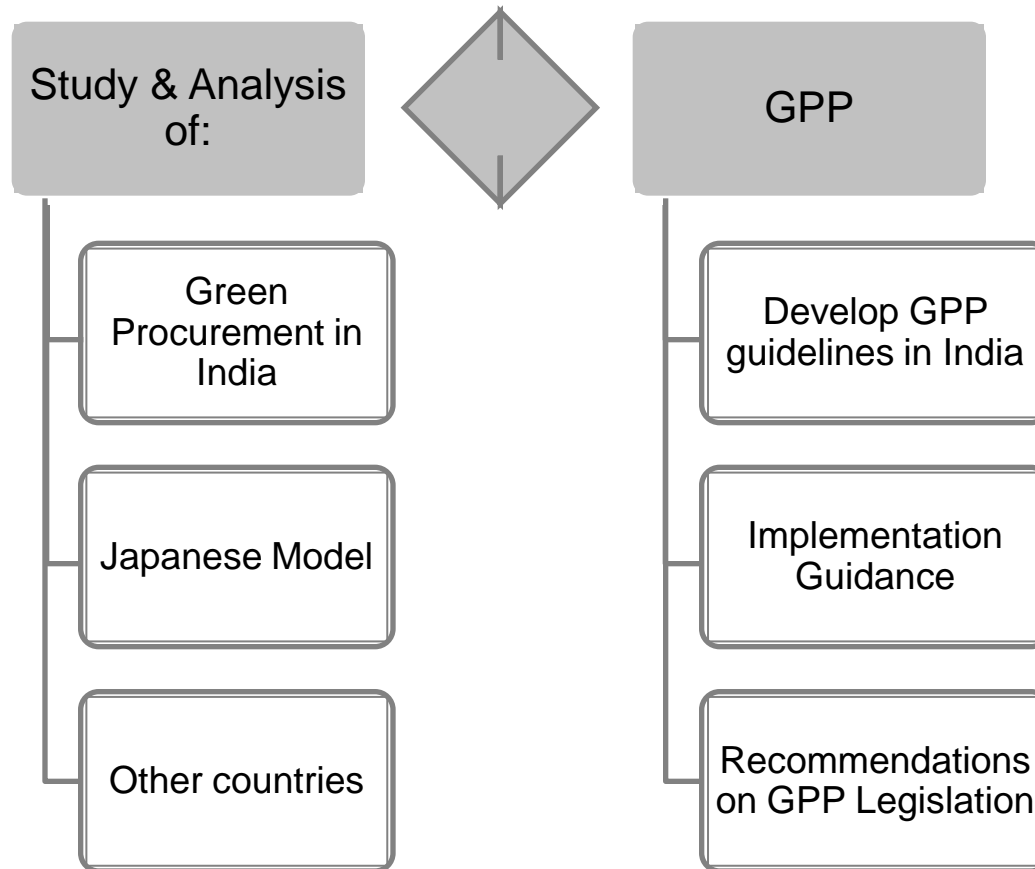 Study & Analysis
of:
Green
Procurement in
India
Japanese Model
Other countries
GPP
Develop GPP
guidelines in India
Implementation
Guidance
Recommendations
on GPP Legislation